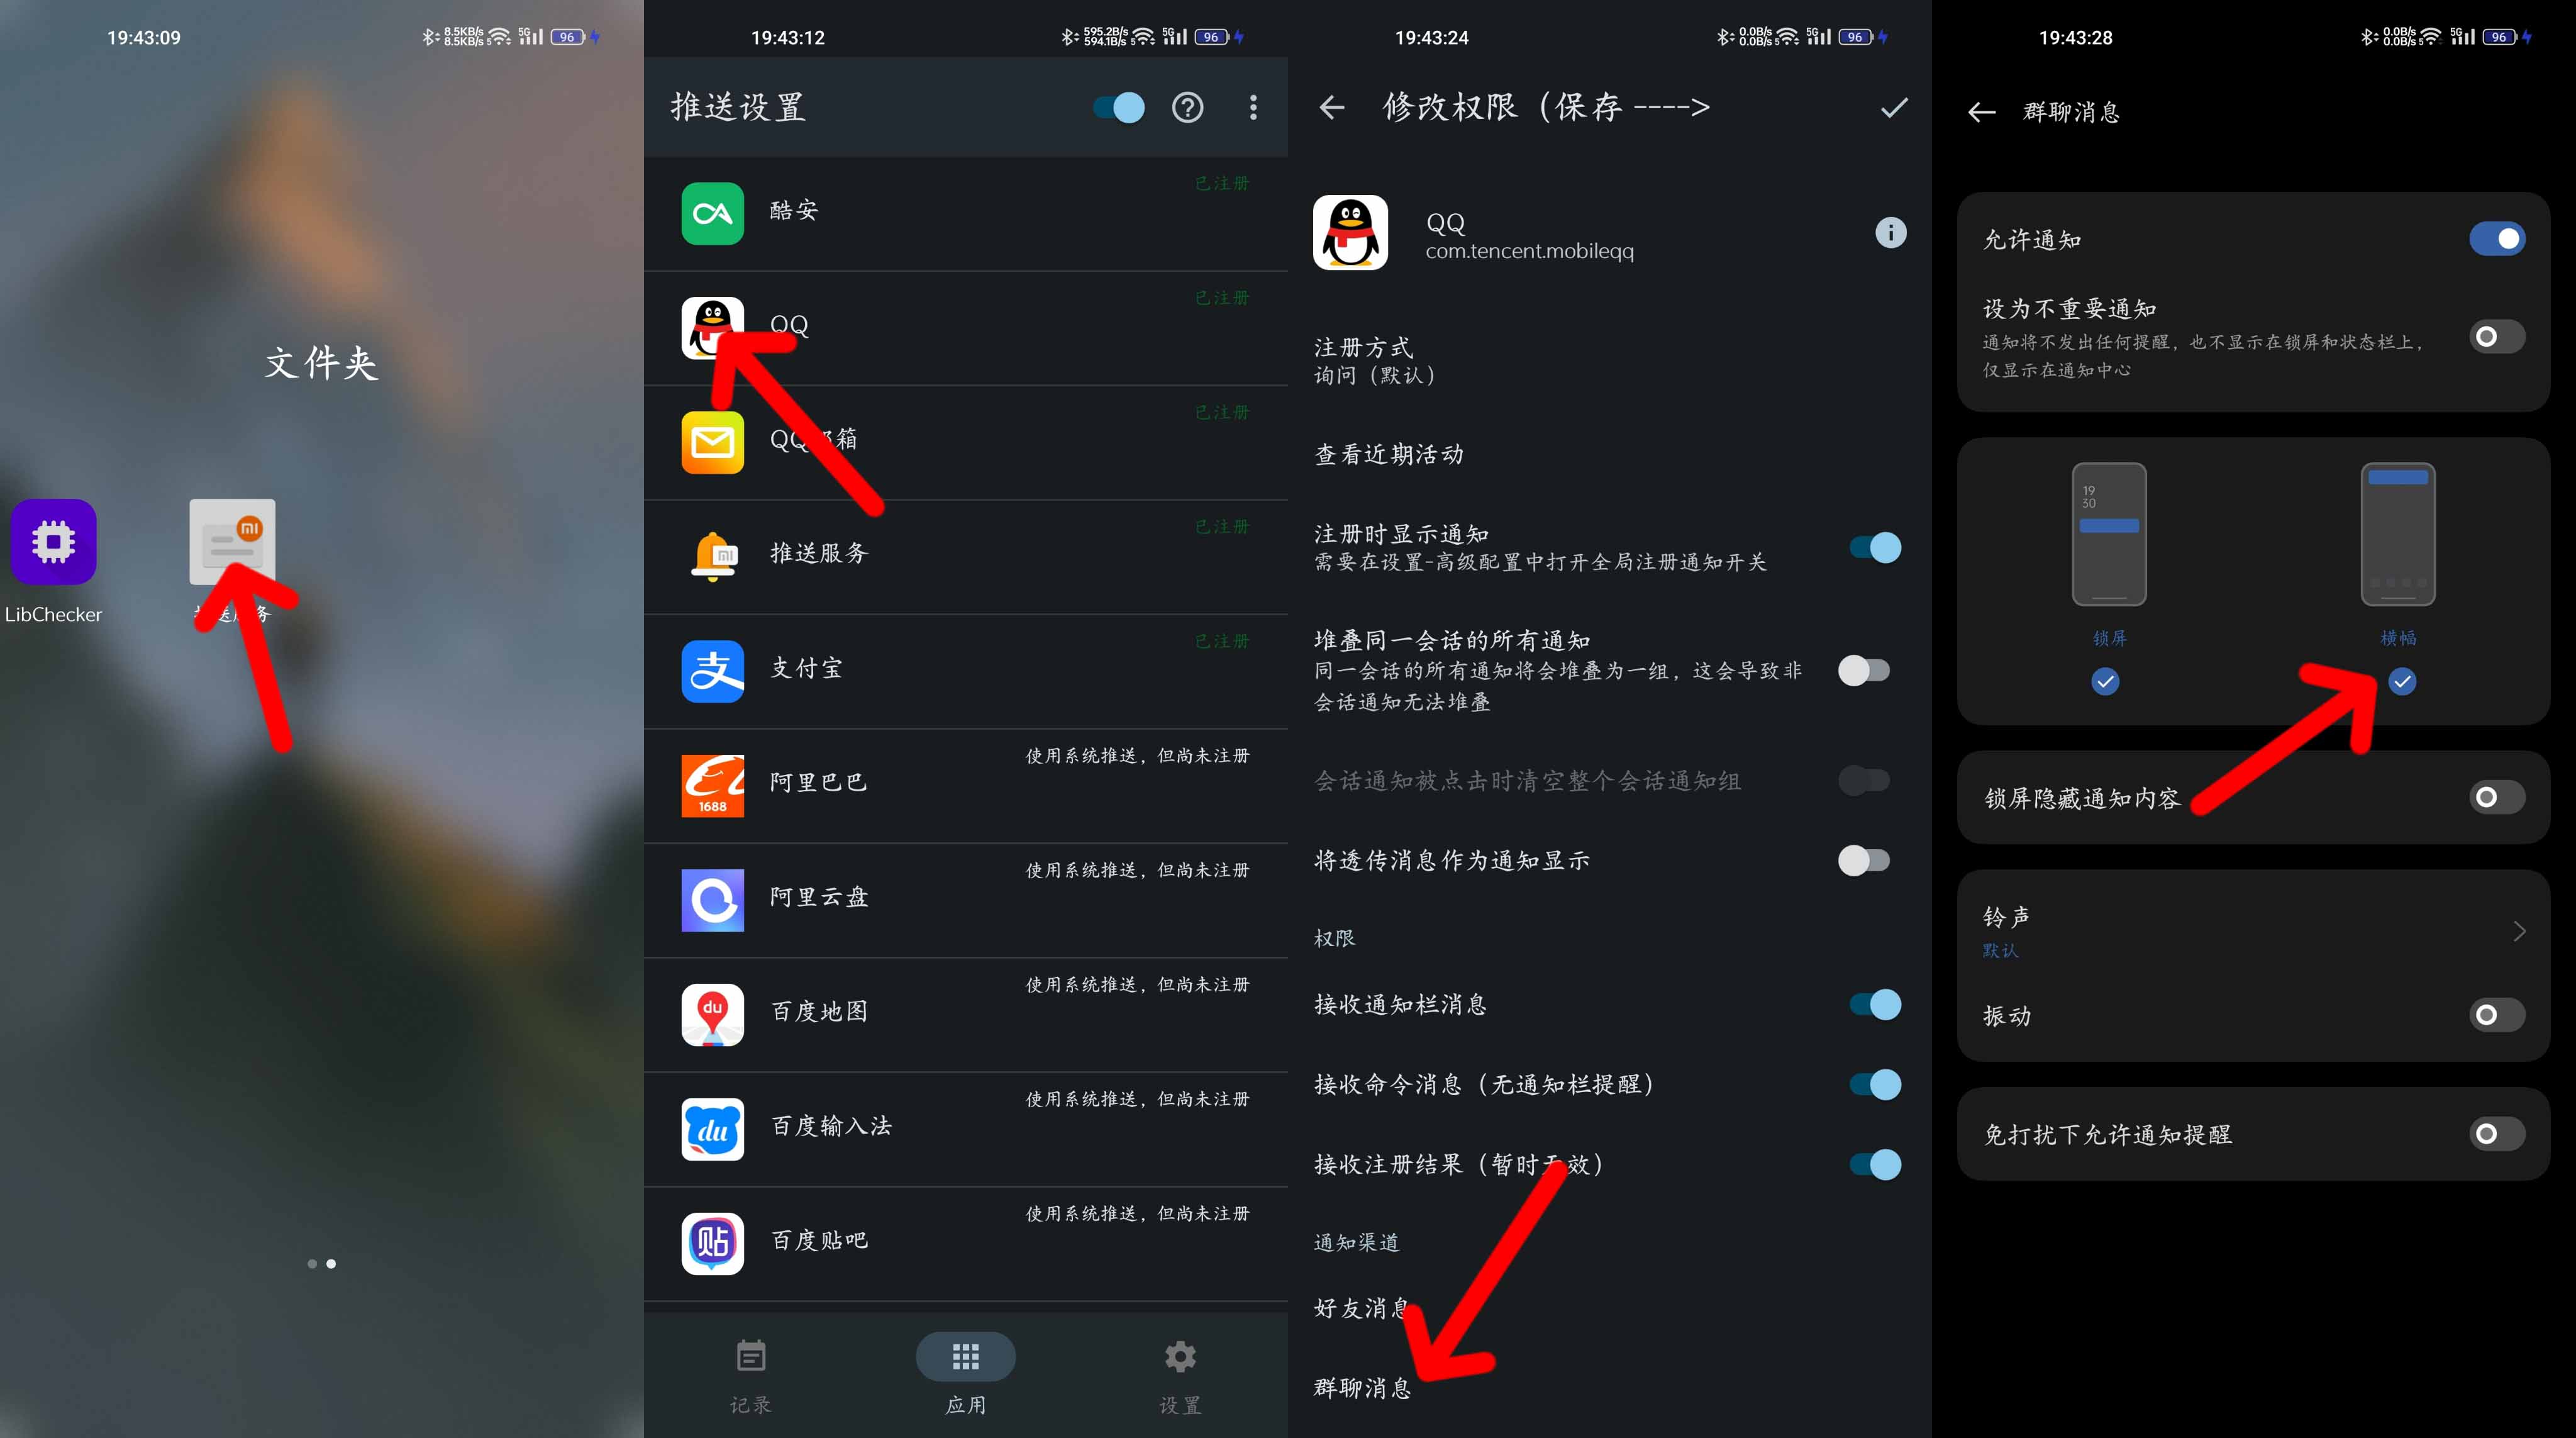 19:43:09
8.5KB/s
8.5KB/s
5
5G
96
文件夹
mi
LibChecker
务
19:43:12
595.2B/s
594.1B/s
5
5G
96
推送设置
已注册
酷安
已注册
QQ
已注册
QQ邮箱
已注册
mi
推送服务
已注册
支
支付宝
使用系统推送，但尚未注册
1688
阿里巴巴
使用系统推送，但尚未注册
阿里云盘
使用系统推送，但尚未注册
du
百度地图
使用系统推送，但尚未注册
du
百度输入法
使用系统推送，但尚未注册
贴
百度贴吧
记录
应用
设置
19:43:24
0.0B/s
0.0B/s
5
5G
96
修改权限（保存 ---->
QQ
com.tencent.mobileqq
注册方式
询问（默认）
查看近期活动
注册时显示通知
需要在设置-高级配置中打开全局注册通知开关
堆叠同一会话的所有通知
同一会话的所有通知将会堆叠为一组，这会导致非
会话通知无法堆叠
会话通知被点击时清空整个会话通知组
将透传消息作为通知显示
权限
接收通知栏消息
接收命令消息（无通知栏提醒）
接收注册结果（暂时无效）
通知渠道
好友消息
群聊消息
19:43:28
0.0B/s
0.0B/s
5
5G
96
群聊消息
允许通知
设为不重要通知
通知将不发出任何提醒，也不显示在锁屏和状态栏上，
仅显示在通知中心
19
30
锁屏
横幅
锁屏隐藏通知内容
铃声
默认
振动
免打扰下允许通知提醒